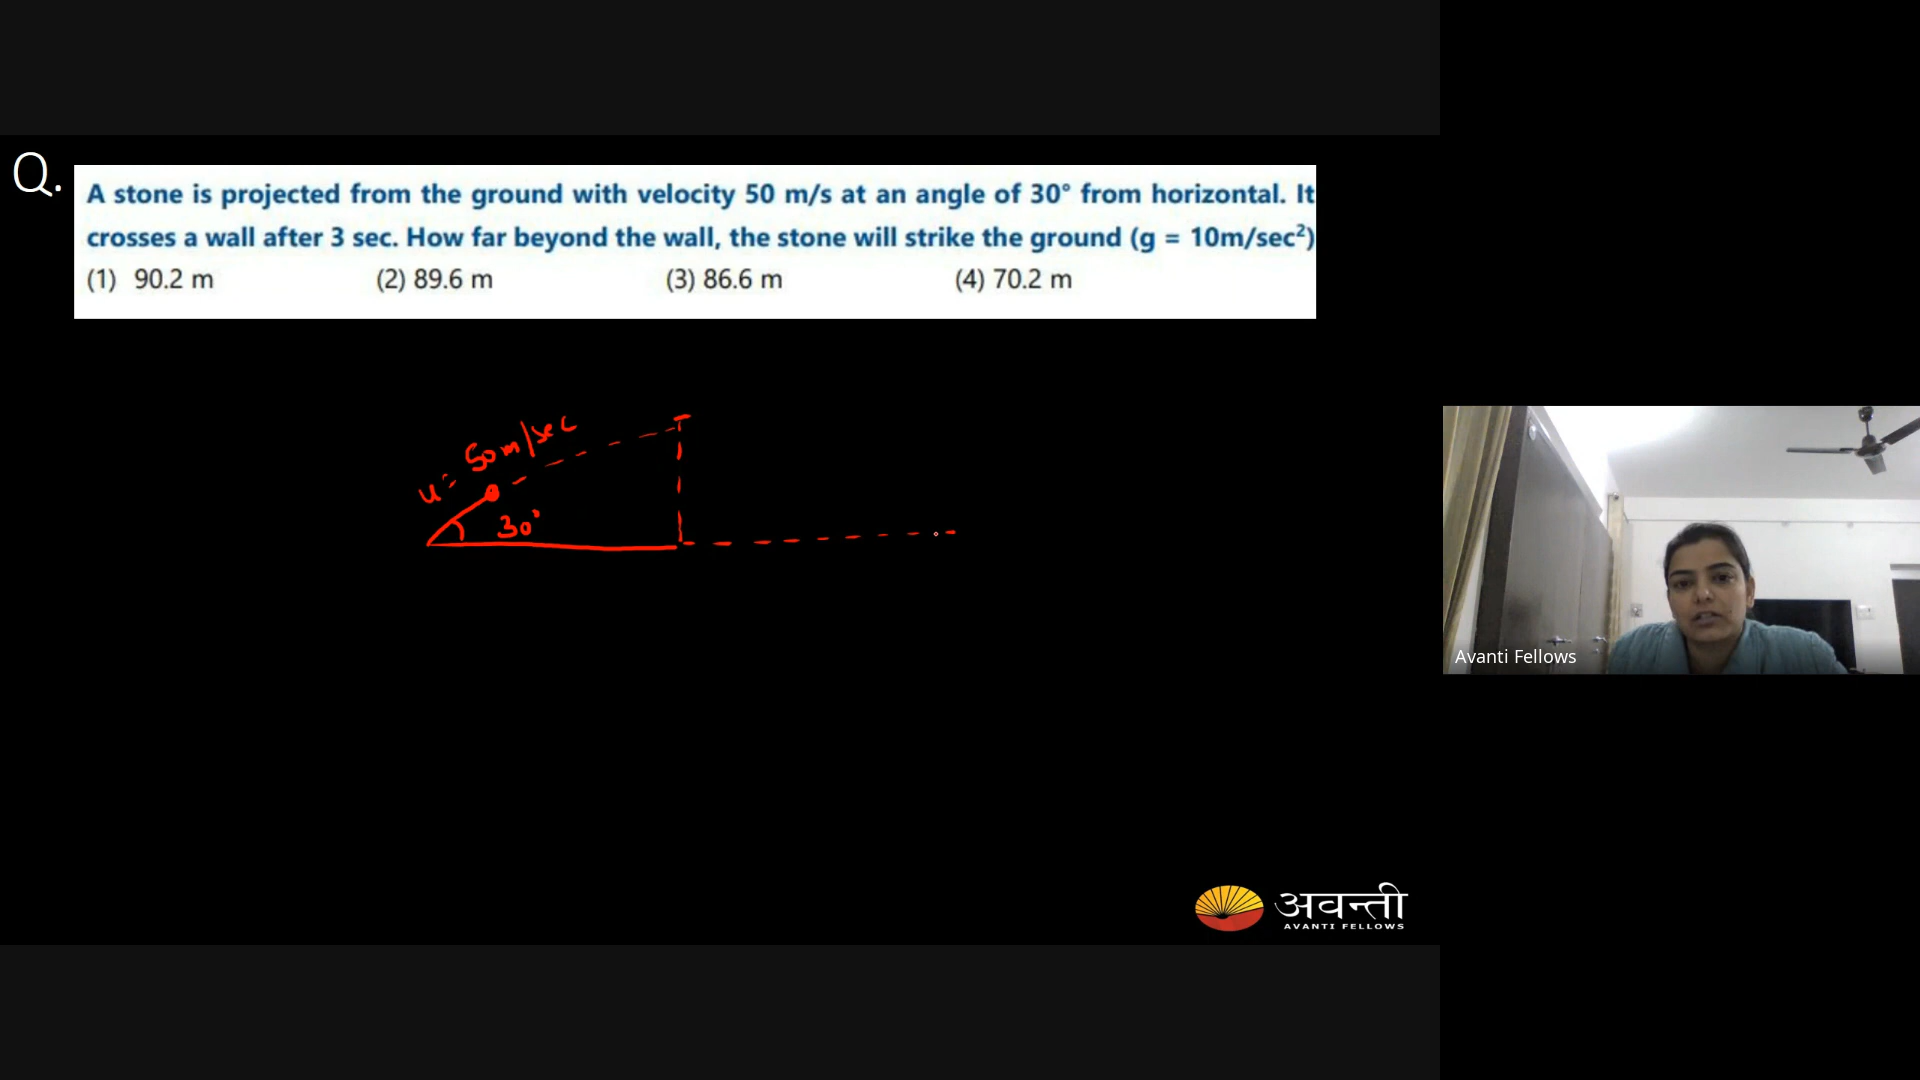 Q.
A stone is projected from the ground with velocity 50 m/s at an angle of 30° from horizontal. It
crosses a wall after 3 sec. How far beyond the wall, the stone will strike the ground (g = 10m/sec²)
(1) 90.2 m (2) 89.6 m (3) 86.6 m (4) 70.2 m
u = 50 m/sec
30°
Avanti Fellows
अवन्ती
AVANTI FELLOWS